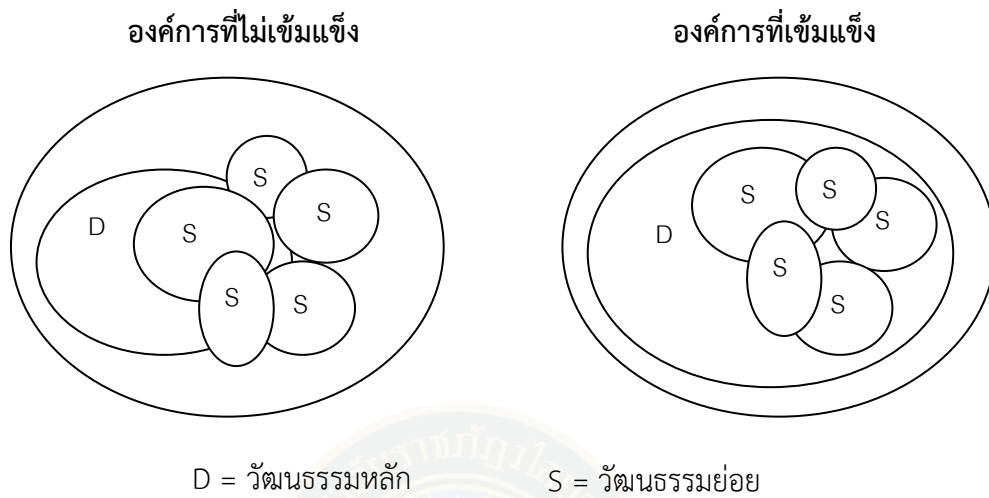 องค์การที่ไม่เข้มแข็ง องค์การที่เข้มแข็ง
S S
D S S
S S
D S S
S S
D = วัฒนธรรมหลัก S = วัฒนธรรมย่อย